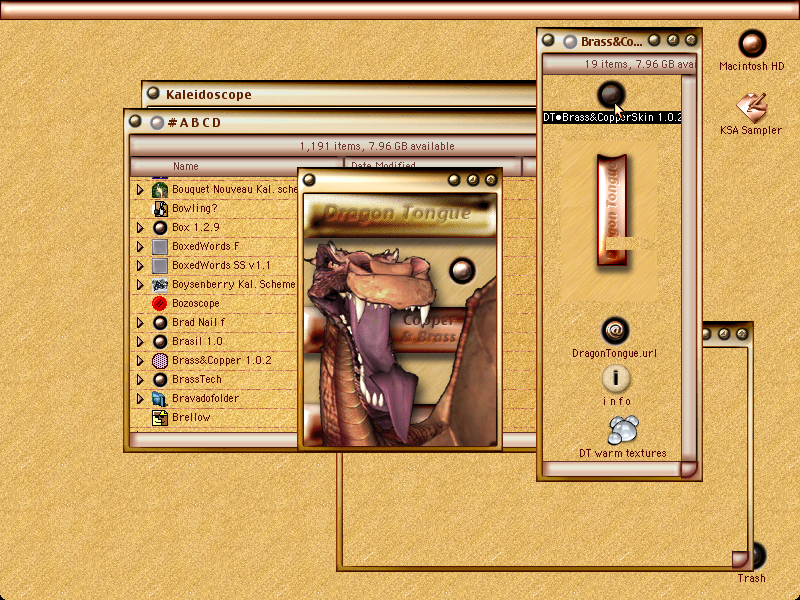 Kaleidoscope
#ABCD
1,191 items, 7.96 GB available
Name
Date Modified
Bouquet Nouveau Kal. sche
Bowling?
Box 1.2.9
BoxedWords F
BoxedWords SS v1.1
Boysenberry Kal. Scheme
Bozoscope
Brad Nail f
Brasil 1.0
Brass&Copper 1.0.2
BrassTech
Bravadofolder
Brellow
Dragon Tongue
Copper
& Brass
Brass&Co...
19 items, 7.96 GB avai
DT•Brass&CopperSkin 1.0.2
Dragon Tongue
DragonTongue.url
info
DT warm textures
Macintosh HD
KSA Sampler
Trash